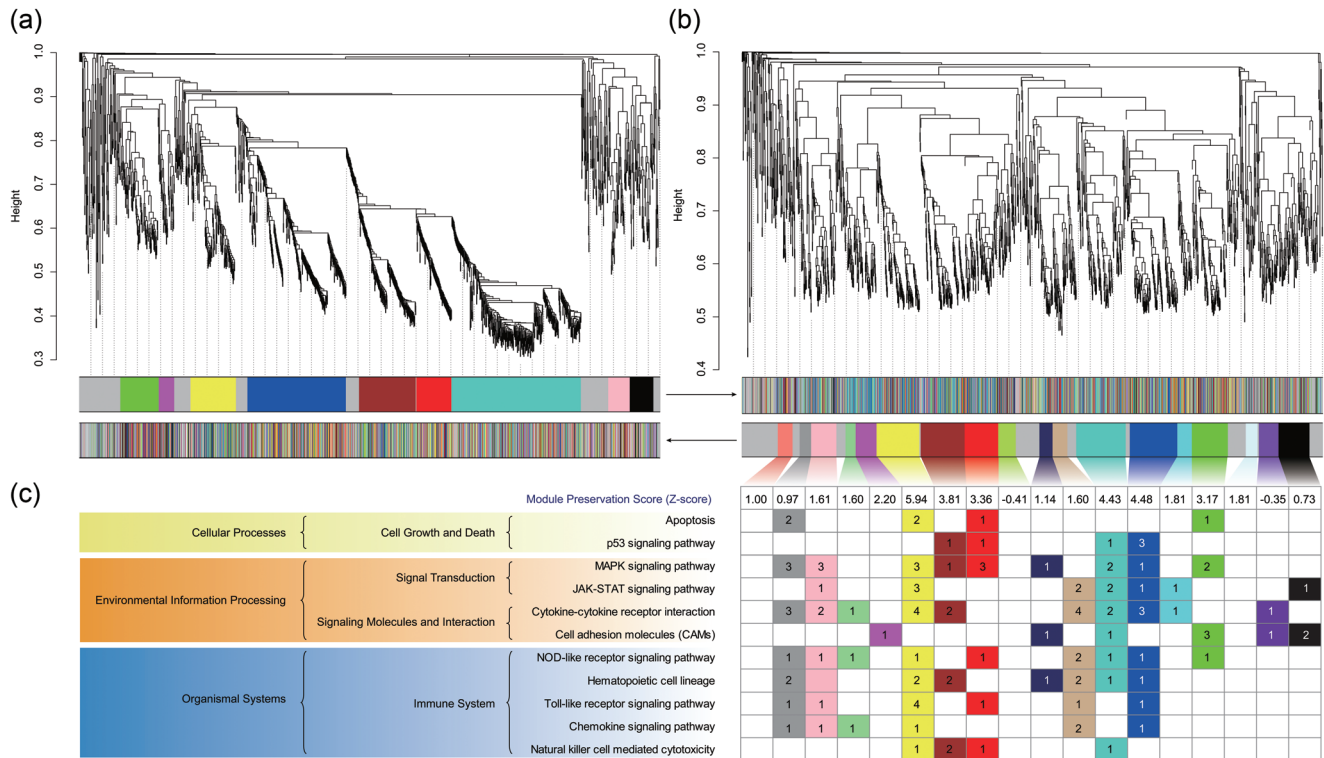 (a)
(b)
Height
1.0
0.9
0.8
0.7
0.6
0.5
0.4
0.3
Height
1.0
0.9
0.8
0.7
0.6
0.5
0.4
(c)
Module Preservation Score (Z-score) 1.00 0.97 1.61 1.60 2.20 5.94 3.81 3.36 -0.41 1.14 1.60 4.43 4.48 1.81 3.17 1.81 -0.35 0.73
Cellular Processes
Cell Growth and Death
Apoptosis 2 2 1 1
p53 signaling pathway 1 1 1 3
Environmental Information Processing
Signal Transduction
MAPK signaling pathway 3 3 3 1 3 1 2 1 2
JAK-STAT signaling pathway 1 3 2 2 1 1 1
Signaling Molecules and Interaction
Cytokine-cytokine receptor interaction 3 2 1 4 2 4 2 3 1 1
Cell adhesion molecules (CAMs) 1 1 1 3 1 2
Organismal Systems
Immune System
NOD-like receptor signaling pathway 1 1 1 1 1 2 1 1 1
Hematopoietic cell lineage 2 2 2 1 2 1 1
Toll-like receptor signaling pathway 1 1 4 1 1 1
Chemokine signaling pathway 1 1 1 1 2 1
Natural killer cell mediated cytotoxicity 1 2 1 1